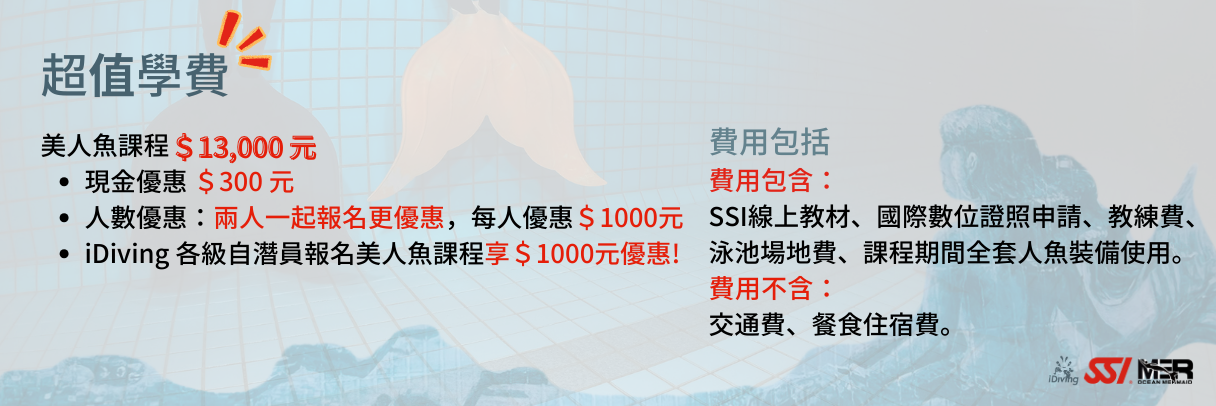 超值學費
美人魚課程＄13,000 元
• 現金優惠 ＄300 元
• 人數優惠：兩人一起報名更優惠，每人優惠＄1000元
• iDiving 各級自潛員報名美人魚課程享＄1000元優惠!
費用包括
費用包含：
SSI線上教材、國際數位證照申請、教練費、
泳池場地費、課程期間全套人魚裝備使用。
費用不含：
交通費、餐食住宿費。
iDiving SSI MER
OCEAN MERMAID